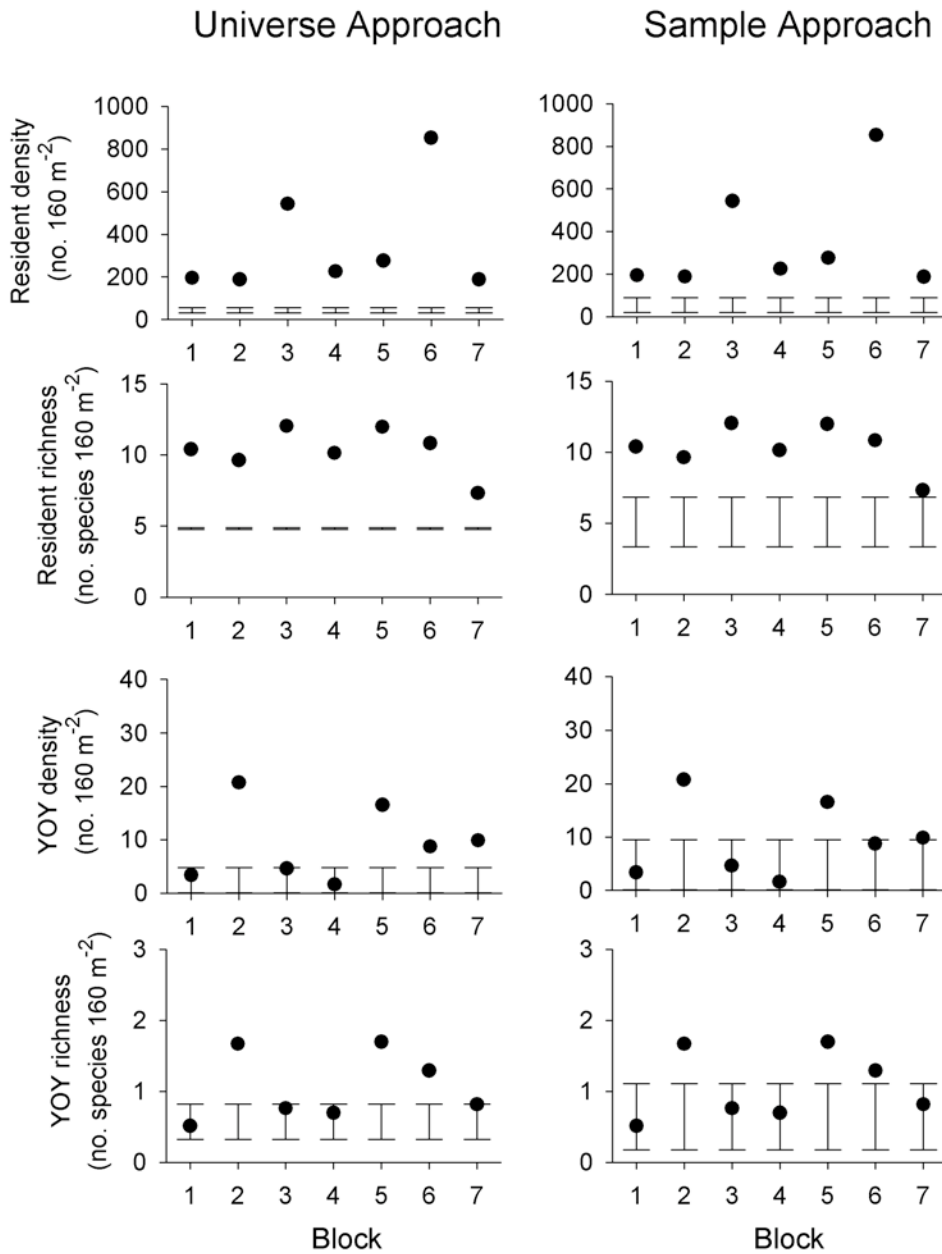 Universe Approach
Sample Approach
Resident density
(no. 160 m⁻²)
1000
800
600
400
200
0
1 2 3 4 5 6 7
1000
800
600
400
200
0
1 2 3 4 5 6 7
Resident richness
(no. species 160 m⁻²)
15
10
5
0
1 2 3 4 5 6 7
15
10
5
0
1 2 3 4 5 6 7
YOY density
(no. 160 m⁻²)
40
30
20
10
0
1 2 3 4 5 6 7
40
30
20
10
0
1 2 3 4 5 6 7
YOY richness
(no. species 160 m⁻²)
3
2
1
0
1 2 3 4 5 6 7
Block
3
2
1
0
1 2 3 4 5 6 7
Block